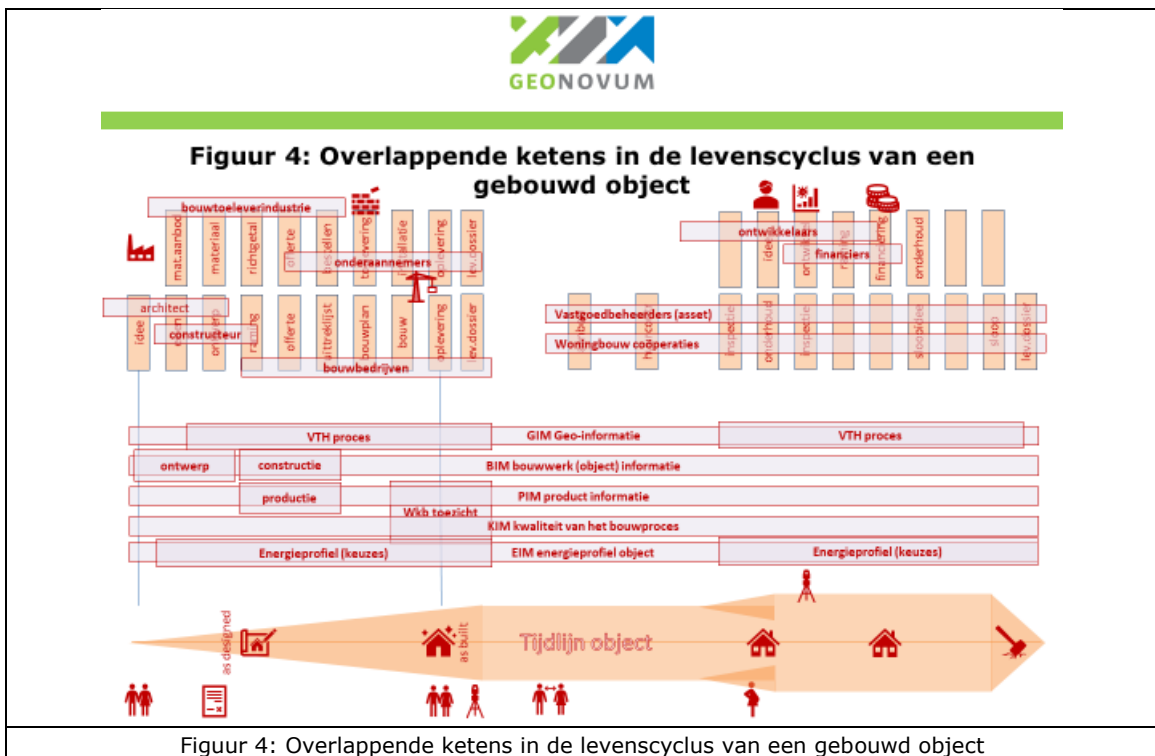 GEONOVUM
Figuur 4: Overlappende ketens in de levenscyclus van een
gebouwd object
bouwtoeleverindustrie
mat.aanbod
materiaal
richtgetal
offerte
bestellen
toelevering
installatie
oplevering
lev.dossier
onderaannemers
ontwikkelaars
financiers
idee
financiering
onderhoud
architect
constructeur
bouwbedrijven
idee
ontwerp
raming
offerte
uittreklijst
bouwplan
bouw
oplevering
lev.dossier
Vastgoedbeheerders (asset)
Woningbouw coöperaties
inspectie
onderhoud
inspectie
sloopidee
sloop
lev.dossier
VTH proces
GIM Geo-informatie
VTH proces
ontwerp
constructie
BIM bouwwerk (object) informatie
productie
PIM product informatie
Wkb toezicht
KIM kwaliteit van het bouwproces
Energieprofiel (keuzes)
EIM energieprofiel object
Energieprofiel (keuzes)
as designed
as built
Tijdlijn object
Figuur 4: Overlappende ketens in de levenscyclus van een gebouwd object